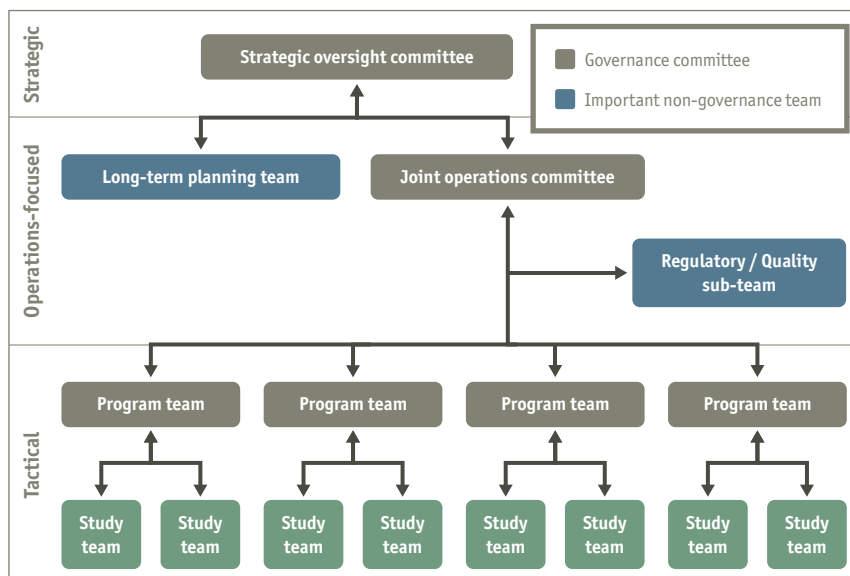 Strategic
Strategic oversight committee
Governance committee
Important non-governance team
Operations-focused
Long-term planning team
Joint operations committee
Regulatory / Quality
sub-team
Tactical
Program team
Program team
Program team
Program team
Study
team
Study
team
Study
team
Study
team
Study
team
Study
team
Study
team
Study
team